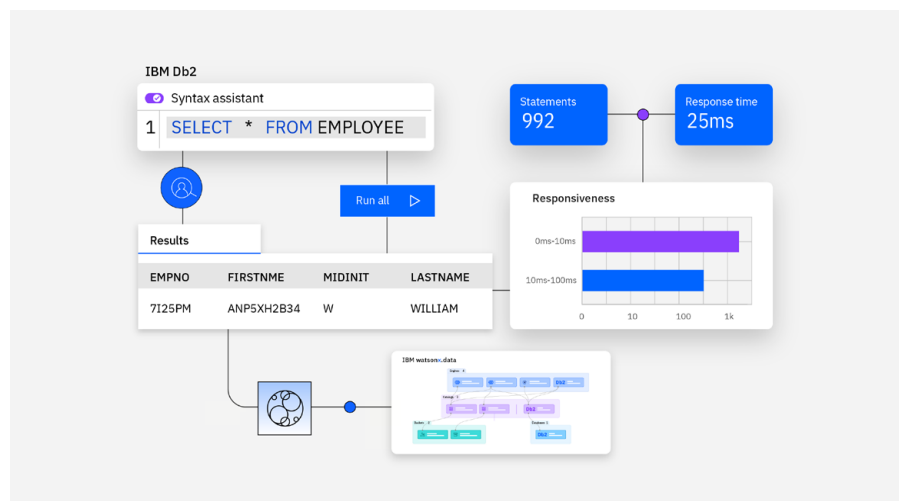 IBM Db2
Syntax assistant
1 SELECT * FROM EMPLOYEE
Run all
Results
EMPNO FIRSTNME MIDINIT LASTNAME
7I25PM ANP5XH2B34 W WILLIAM
Statements
992
Response time
25ms
Responsiveness
0ms-10ms
10ms-100ms
0 10 100 1k
IBM watsonx.data
Db2
Db2
Db2